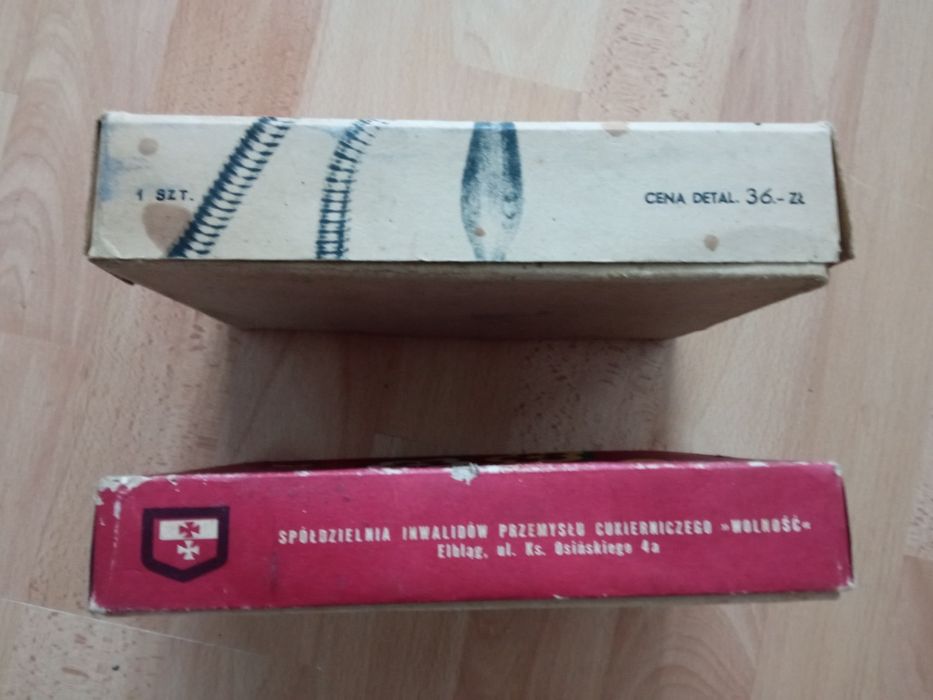 1 SZT.
CENA DETAL. 36.- ZŁ
SPÓŁDZIELNIA INWALIDÓW PRZEMYSŁU CUKIERNICZEGO »WOLNOŚĆ«
Elbląg, ul. Ks. Osińskiego 4a